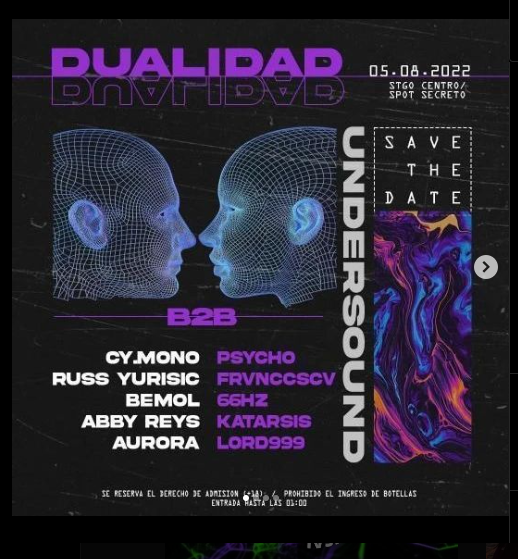 DUALIDAD
DUALIDAD
05.08.2022
STGO CENTRO/
SPOT SECRETO
SAVE
THE
DATE
UNDERSOUND
B2B
CY.MONO PSYCHO
RUSS YURISIC FRVNCCSCV
BEMOL 66HZ
ABBY REYS KATARSIS
AURORA LORD999
SE RESERVA EL DERECHO DE ADMISION (+18) / PROHIBIDO EL INGRESO DE BOTELLAS
ENTRADA HASTA LAS 01:00